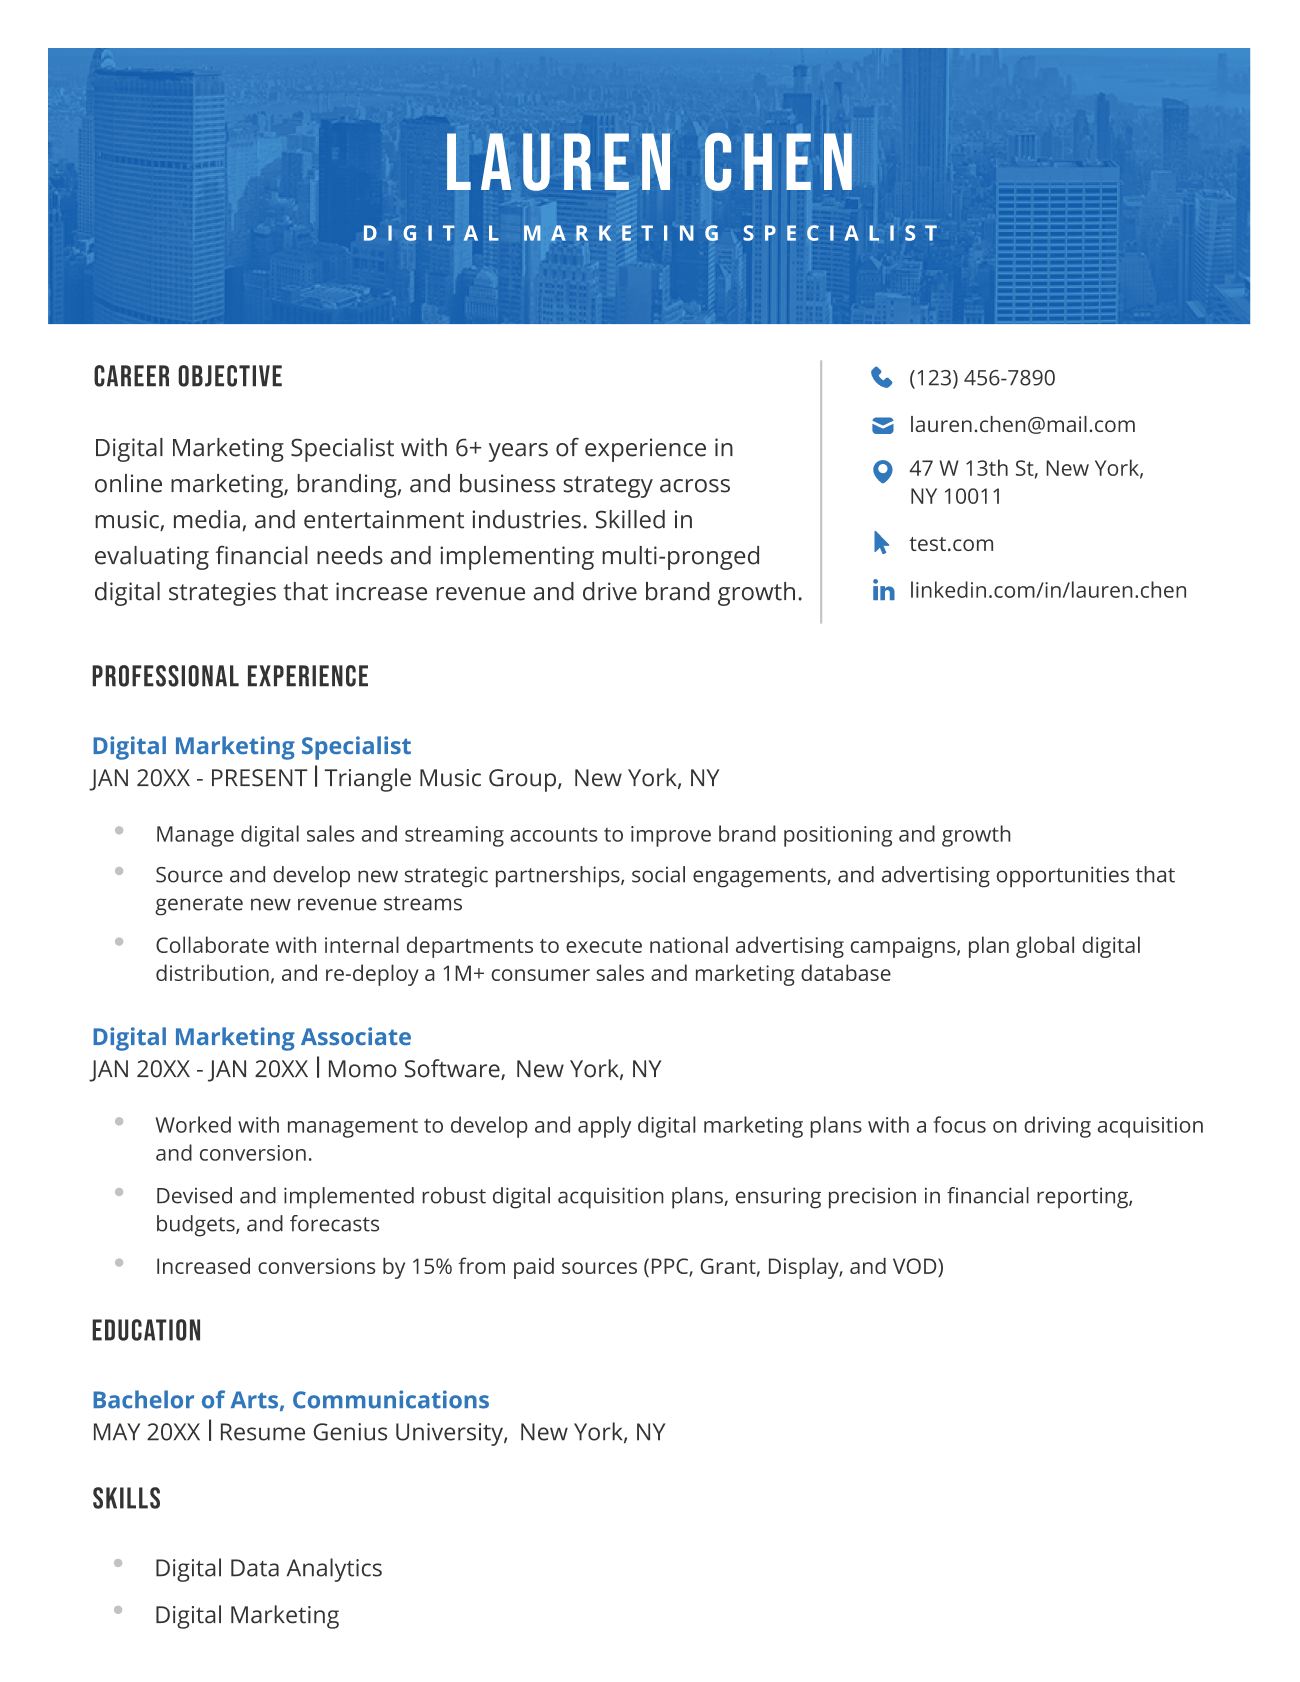 LAUREN CHEN
DIGITAL MARKETING SPECIALIST
CAREER OBJECTIVE
Digital Marketing Specialist with 6+ years of experience in
online marketing, branding, and business strategy across
music, media, and entertainment industries. Skilled in
evaluating financial needs and implementing multi-pronged
digital strategies that increase revenue and drive brand growth.
(123) 456-7890
lauren.chen@mail.com
47 W 13th St, New York,
NY 10011
test.com
linkedin.com/in/lauren.chen
PROFESSIONAL EXPERIENCE
Digital Marketing Specialist
JAN 20XX - PRESENT | Triangle Music Group, New York, NY
• Manage digital sales and streaming accounts to improve brand positioning and growth
• Source and develop new strategic partnerships, social engagements, and advertising opportunities that
generate new revenue streams
• Collaborate with internal departments to execute national advertising campaigns, plan global digital
distribution, and re-deploy a 1M+ consumer sales and marketing database
Digital Marketing Associate
JAN 20XX - JAN 20XX | Momo Software, New York, NY
• Worked with management to develop and apply digital marketing plans with a focus on driving acquisition
and conversion.
• Devised and implemented robust digital acquisition plans, ensuring precision in financial reporting,
budgets, and forecasts
• Increased conversions by 15% from paid sources (PPC, Grant, Display, and VOD)
EDUCATION
Bachelor of Arts, Communications
MAY 20XX | Resume Genius University, New York, NY
SKILLS
• Digital Data Analytics
• Digital Marketing